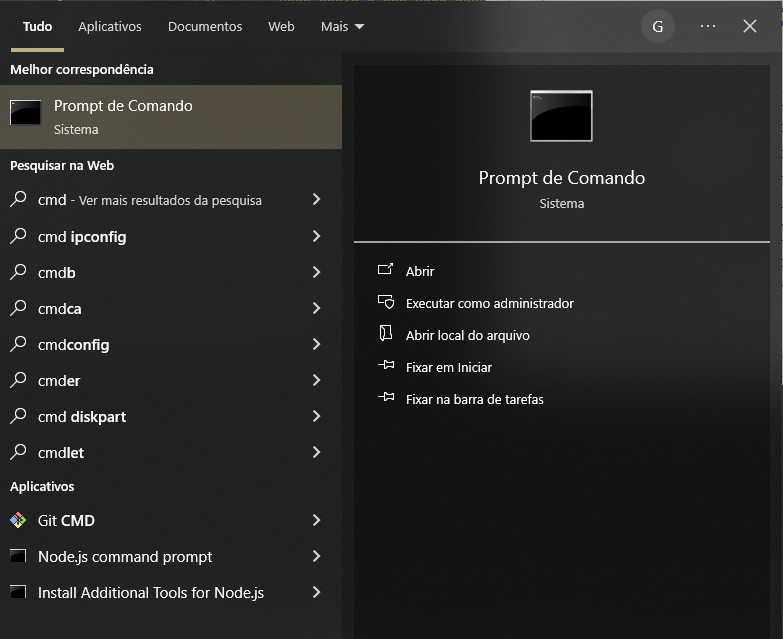 Tudo Aplicativos Documentos Web Mais G ...
Melhor correspondência
Prompt de Comando
Sistema
Pesquisar na Web
cmd - Ver mais resultados da pesquisa
cmd ipconfig
cmdb
cmdca
cmdconfig
cmder
cmd diskpart
cmdlet
Aplicativos
Git CMD
Node.js command prompt
Install Additional Tools for Node.js
Prompt de Comando
Sistema
Abrir
Executar como administrador
Abrir local do arquivo
Fixar em Iniciar
Fixar na barra de tarefas